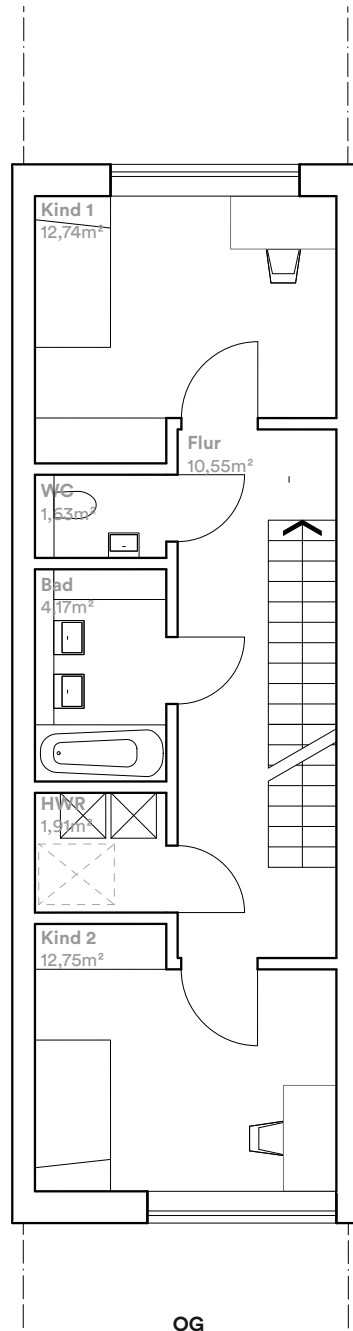 Kind 1
12,74m²
Flur
10,55m²
WC
1,63m²
Bad
4,17m²
HWR
1,91m²
Kind 2
12,75m²
OG